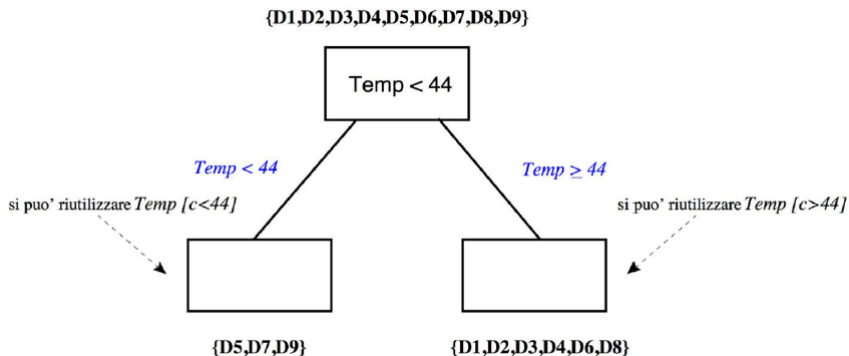 {D1,D2,D3,D4,D5,D6,D7,D8,D9}
Temp < 44
Temp < 44
Temp ≥ 44
si puo' riutilizzare Temp [c<44]
si puo' riutilizzare Temp [c>44]
{D5,D7,D9}
{D1,D2,D3,D4,D6,D8}